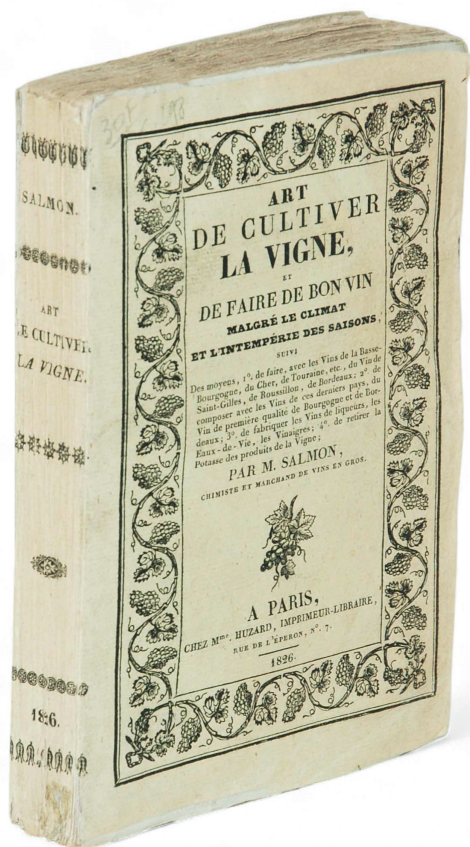 SALMON.
ART
DE CULTIVER
LA VIGNE.
1826.
ART
DE CULTIVER
LA VIGNE,
ET
DE FAIRE DE BON VIN
MALGRÉ LE CLIMAT
ET L'INTEMPÉRIE DES SAISONS,
SUIVI
Des moyens, 1°. de faire, avec les Vins de la Basse-
Bourgogne, du Cher, de Touraine, etc., du Vin de
Saint-Gilles, de Roussillon, de Bordeaux; 2°. de
composer avec les Vins de ces derniers pays, du
Vin de première qualité de Bourgogne et de Bor-
deaux; 3°. de fabriquer les Vins de liqueurs, les
Eaux-de-Vie, les Vinaigres; 4°. de retirer la
Potasse des produits de la Vigne;
PAR M. SALMON,
CHIMISTE ET MARCHAND DE VINS EN GROS.
A PARIS,
CHEZ Mme. HUZARD, IMPRIMEUR-LIBRAIRE,
RUE DE L'ÉPERON, N°. 7.
1826.